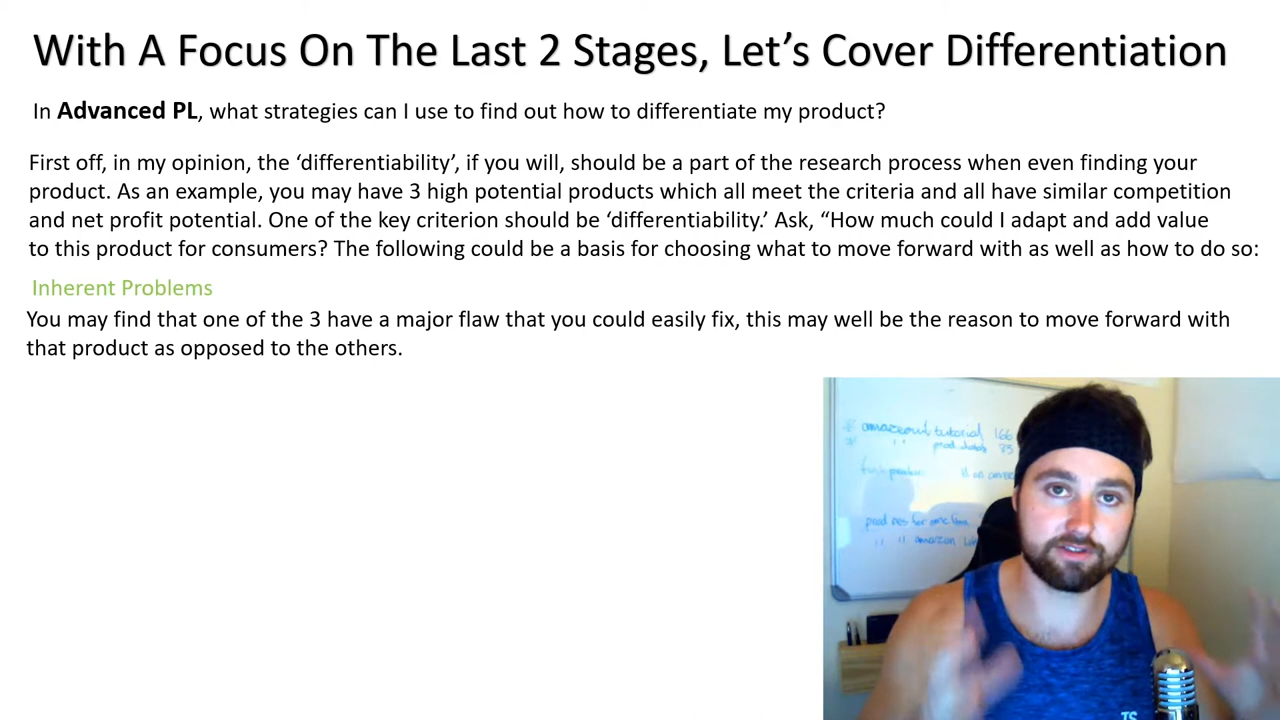 With A Focus On The Last 2 Stages, Let's Cover Differentiation
In Advanced PL, what strategies can I use to find out how to differentiate my product?
First off, in my opinion, the ‘differentiability’, if you will, should be a part of the research process when even finding your
product. As an example, you may have 3 high potential products which all meet the criteria and all have similar competition
and net profit potential. One of the key criterion should be ‘differentiability.’ Ask, “How much could I adapt and add value
to this product for consumers? The following could be a basis for choosing what to move forward with as well as how to do so:
Inherent Problems
You may find that one of the 3 have a major flaw that you could easily fix, this may well be the reason to move forward with
that product as opposed to the others.
tutorial 166
amazon
TS